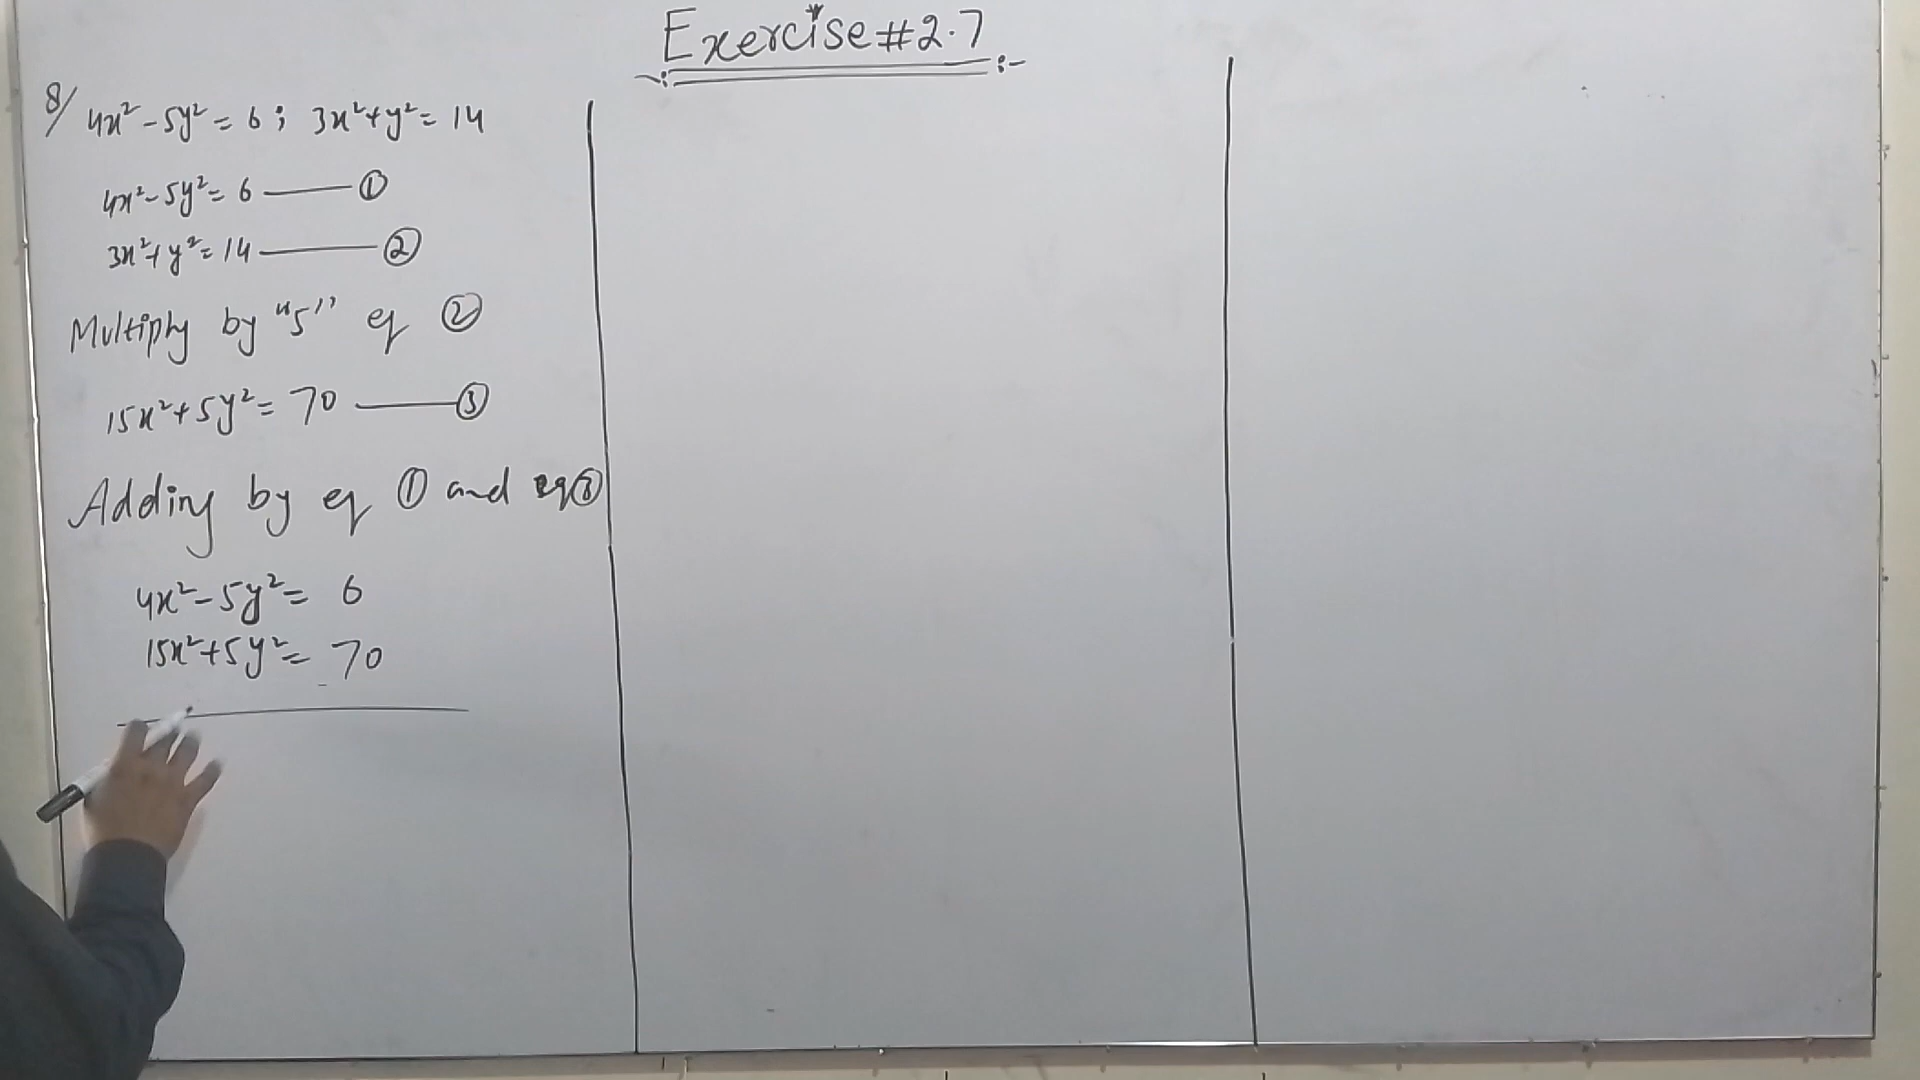 Exercise #2.7
8/ 4x² - 5y² = 6 ; 3x² + y² = 14
4x² - 5y² = 6 —— ①
3x² + y² = 14 —— ②
Multiply by "5" eq ②
15x² + 5y² = 70 —— ③
Adding by eq ① and eq ③
4x² - 5y² = 6
15x² + 5y² = 70